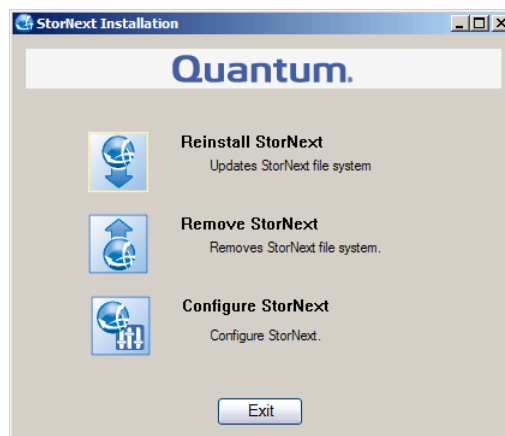 StorNext Installation
Quantum.
Reinstall StorNext
Updates StorNext file system
Remove StorNext
Removes StorNext file system.
Configure StorNext
Configure StorNext.
Exit